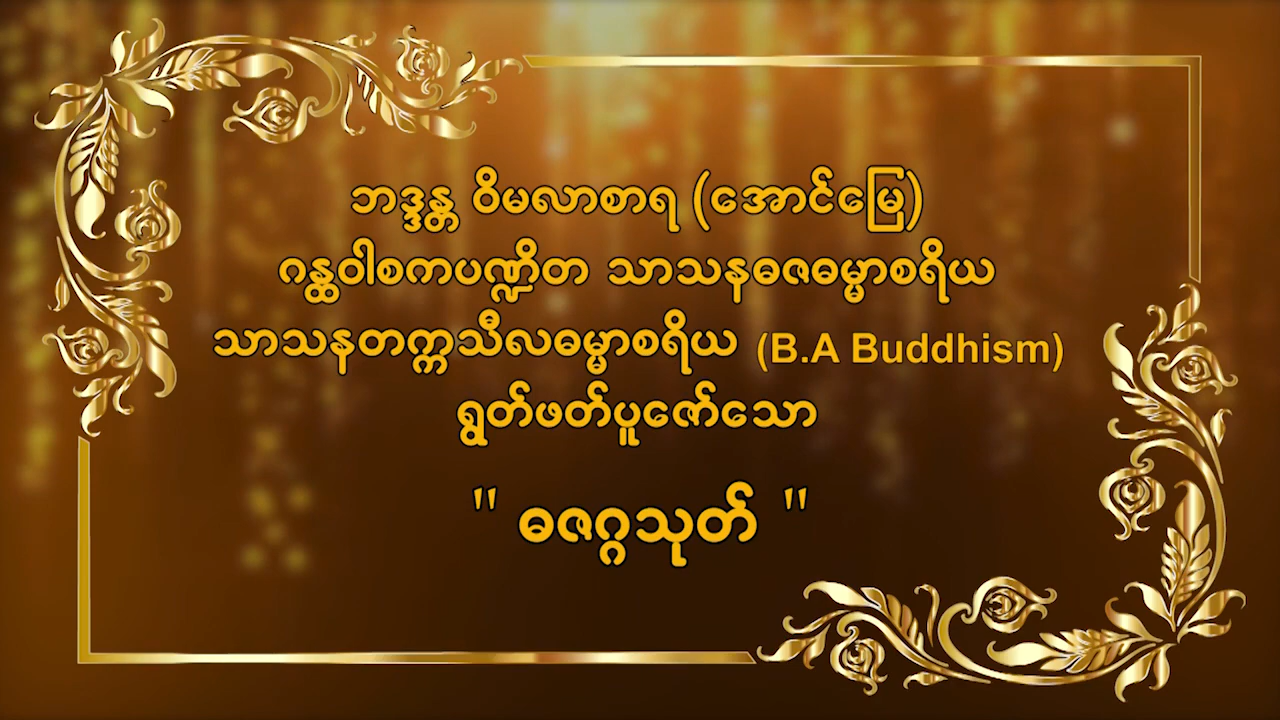 ဘဒ္ဒန္တ ဝိမလာစာရ (အောင်မြေ)
ဂန္ထဝါစကပဏ္ဍိတ သာသနဓဇဓမ္မာစရိယ
သာသနတက္ကသီလဓမ္မာစရိယ (B.A Buddhism)
ရွတ်ဖတ်ပူဇော်သော
" ဓဇဂ္ဂသုတ် "